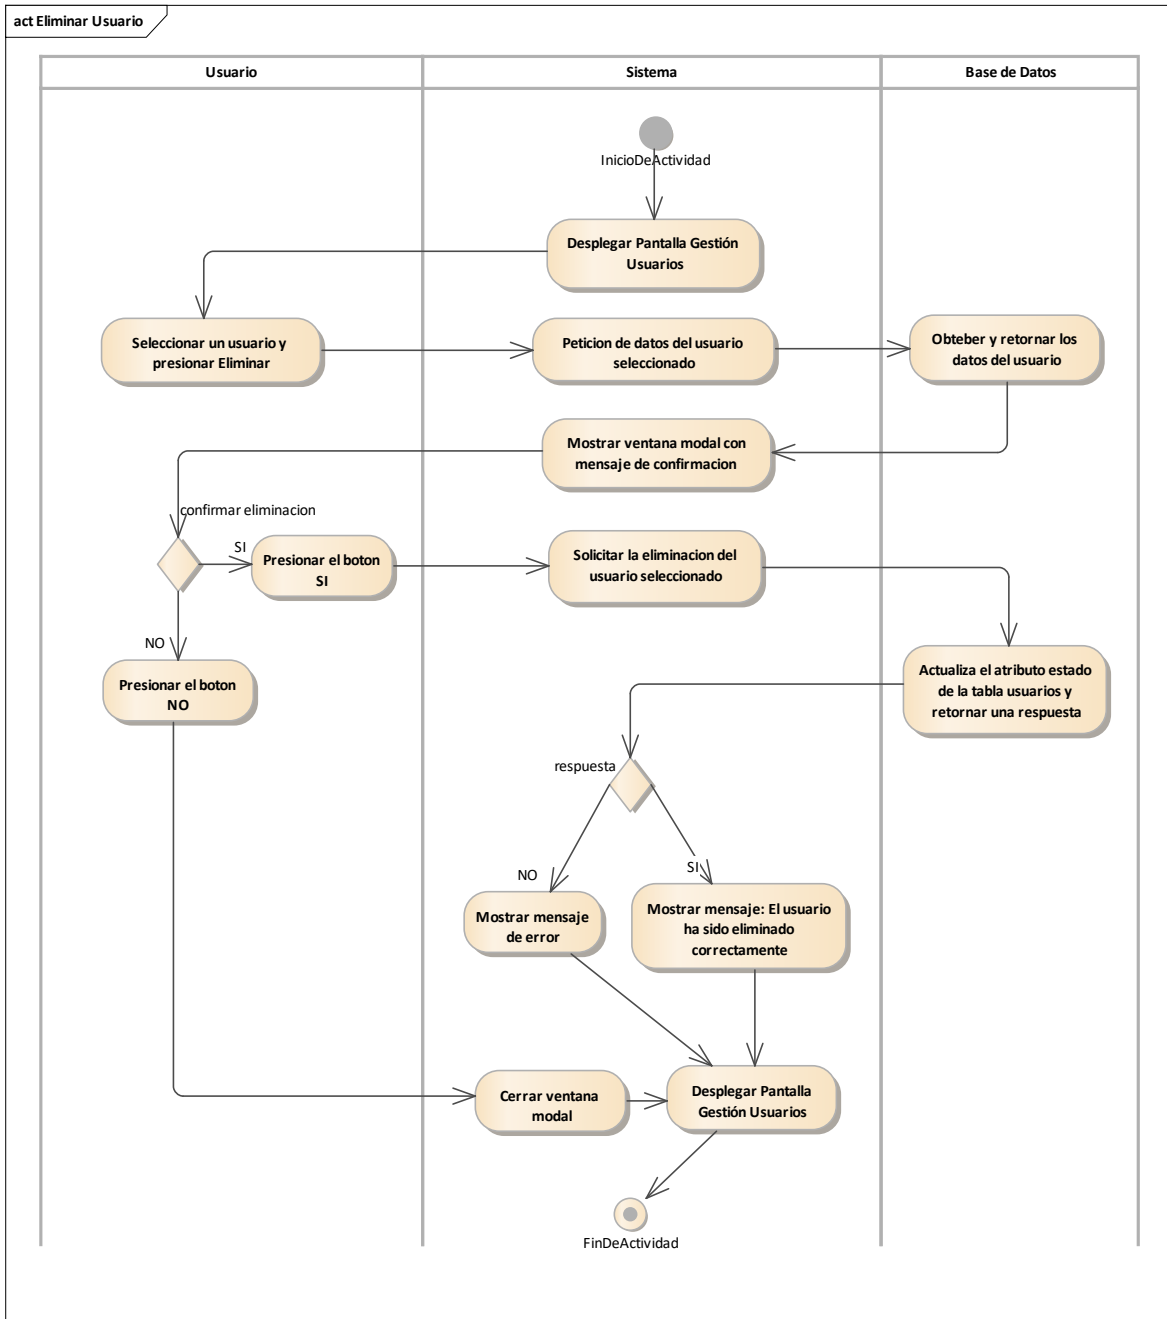 act Eliminar Usuario
Usuario
Sistema
Base de Datos
InicioDeActividad
Desplegar Pantalla Gestión
Usuarios
Seleccionar un usuario y
presionar Eliminar
Peticion de datos del usuario
seleccionado
Obteber y retornar los
datos del usuario
Mostrar ventana modal con
mensaje de confirmacion
confirmar eliminacion
SI
Presionar el boton
SI
Solicitar la eliminacion del
usuario seleccionado
NO
Presionar el boton
NO
Actualiza el atributo estado
de la tabla usuarios y
retornar una respuesta
respuesta
NO
SI
Mostrar mensaje
de error
Mostrar mensaje: El usuario
ha sido eliminado
correctamente
Cerrar ventana
modal
Desplegar Pantalla
Gestión Usuarios
FinDeActividad